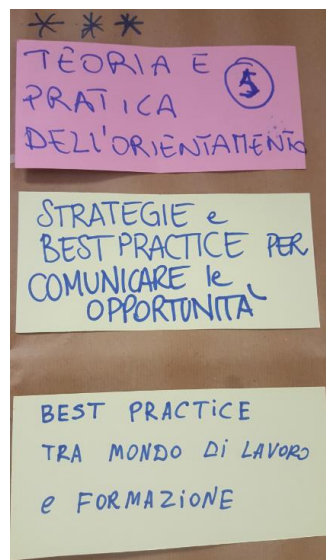 ***
TEORIA E 5
PRATICA
DELL'ORIENTAMENTO
STRATEGIE e
BEST PRACTICE PER
COMUNICARE le
OPPORTUNITÀ
BEST PRACTICE
TRA MONDO Di LAVORO
e FORMAZIONE